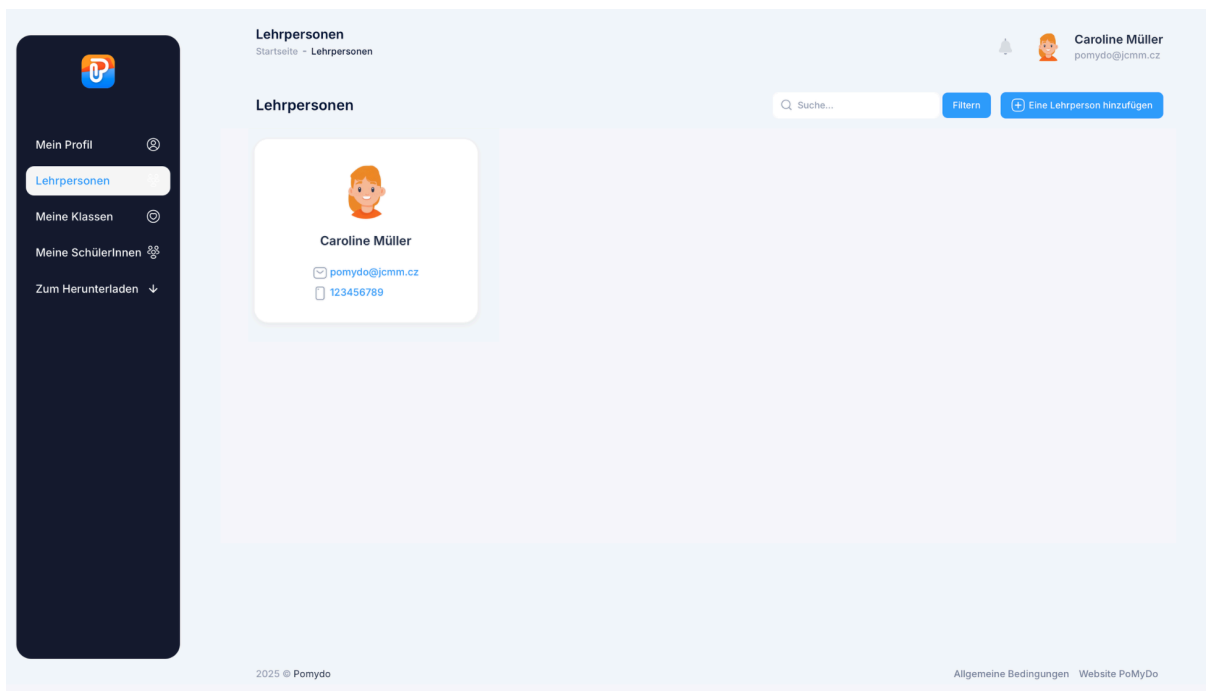 Lehrpersonen
Startseite - Lehrpersonen
Caroline Müller
pomydo@jcmm.cz
Mein Profil
Lehrpersonen
Meine Klassen
Meine SchülerInnen
Zum Herunterladen
Lehrpersonen
Suche...
Filtern
Eine Lehrperson hinzufügen
Caroline Müller
pomydo@jcmm.cz
123456789
2025 © Pomydo
Allgemeine Bedingungen Website PoMyDo